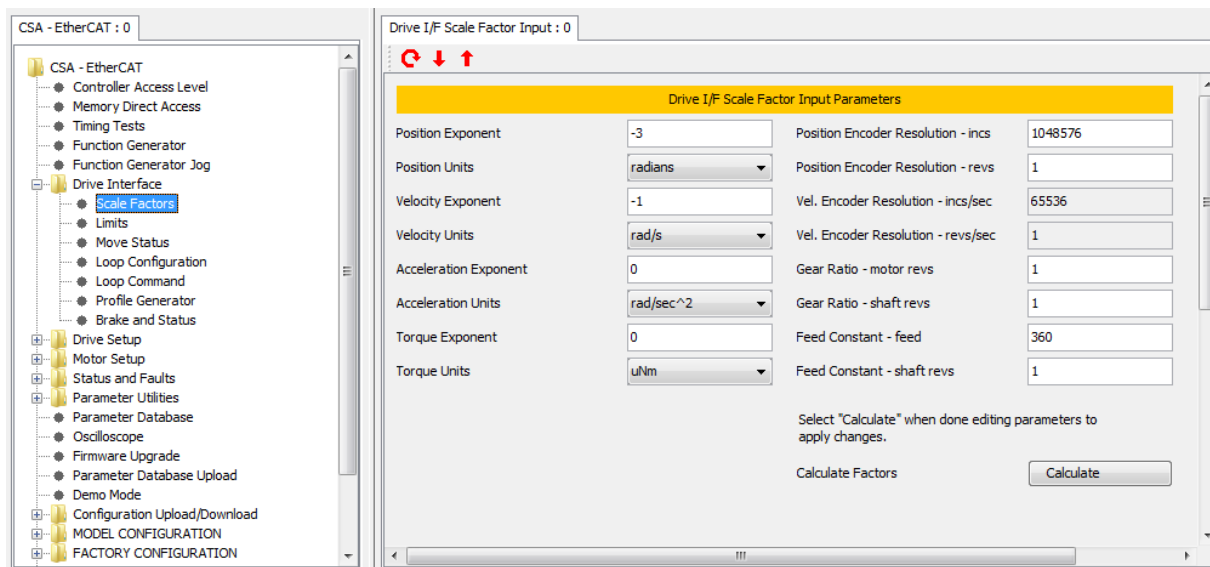 CSA - EtherCAT : 0
CSA - EtherCAT
Controller Access Level
Memory Direct Access
Timing Tests
Function Generator
Function Generator Jog
Drive Interface
Scale Factors
Limits
Move Status
Loop Configuration
Loop Command
Profile Generator
Brake and Status
Drive Setup
Motor Setup
Status and Faults
Parameter Utilities
Parameter Database
Oscilloscope
Firmware Upgrade
Parameter Database Upload
Demo Mode
Configuration Upload/Download
MODEL CONFIGURATION
FACTORY CONFIGURATION
Drive I/F Scale Factor Input : 0
Drive I/F Scale Factor Input Parameters
Position Exponent -3 Position Encoder Resolution - incs 1048576
Position Units radians Position Encoder Resolution - revs 1
Velocity Exponent -1 Vel. Encoder Resolution - incs/sec 65536
Velocity Units rad/s Vel. Encoder Resolution - revs/sec 1
Acceleration Exponent 0 Gear Ratio - motor revs 1
Acceleration Units rad/sec^2 Gear Ratio - shaft revs 1
Torque Exponent 0 Feed Constant - feed 360
Torque Units uNm Feed Constant - shaft revs 1
Select "Calculate" when done editing parameters to
apply changes.
Calculate Factors Calculate